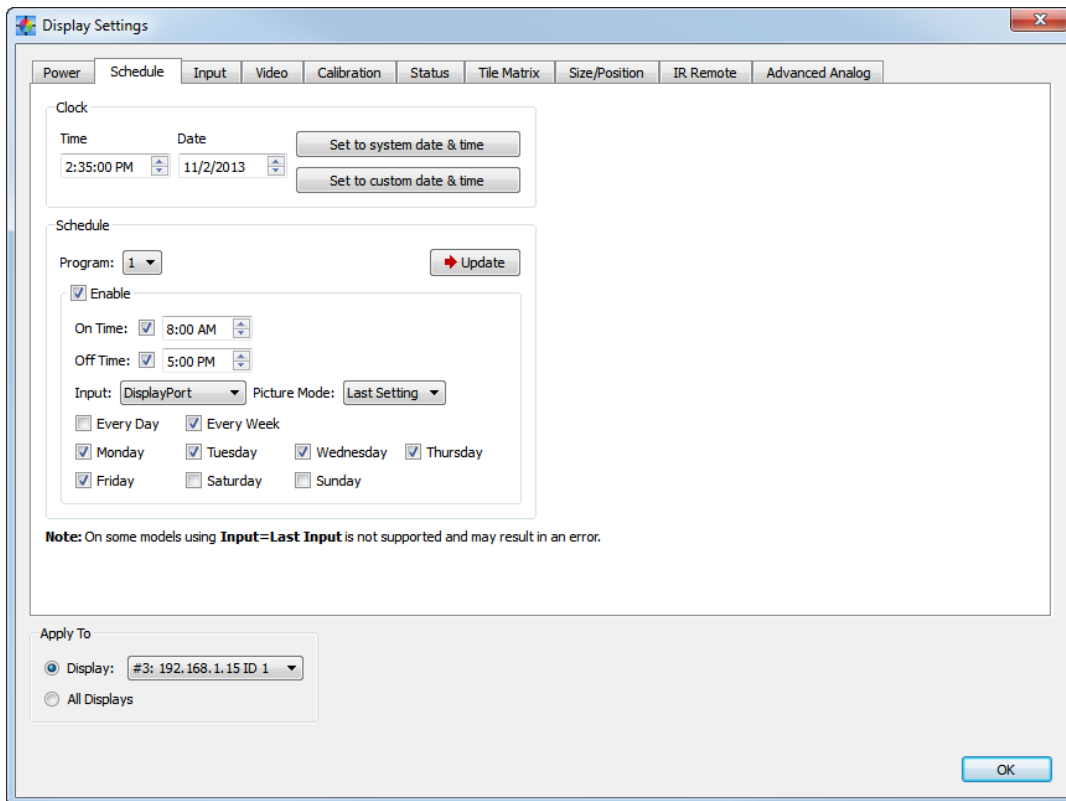 Display Settings
Power Schedule Input Video Calibration Status Tile Matrix Size/Position IR Remote Advanced Analog
Clock
Time Date
Set to system date & time
2:35:00 PM 11/2/2013
Set to custom date & time
Schedule
Program: 1 Update
Enable
On Time: 8:00 AM
Off Time: 5:00 PM
Input: DisplayPort Picture Mode: Last Setting
Every Day Every Week
Monday Tuesday Wednesday Thursday
Friday Saturday Sunday
Note: On some models using Input=Last Input is not supported and may result in an error.
Apply To
Display: #3: 192.168.1.15 ID 1
All Displays
OK